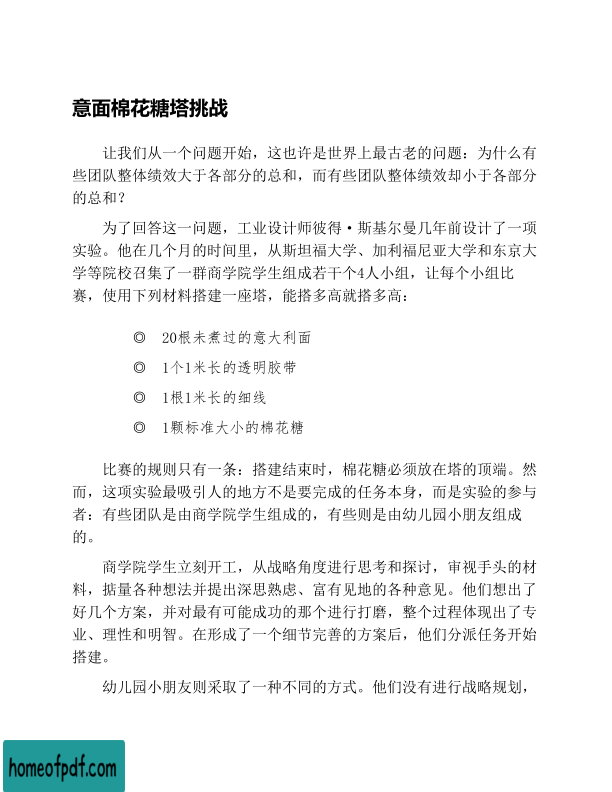 意面棉花糖塔挑战
让我们从一个问题开始，这也许是世界上最古老的问题：为什么有
些团队整体绩效大于各部分的总和，而有些团队整体绩效却小于各部分
的总和？
为了回答这一问题，工业设计师彼得·斯基尔曼几年前设计了一项
实验。他在几个月的时间里，从斯坦福大学、加利福尼亚大学和东京大
学等院校召集了一群商学院学生组成若干个4人小组，让每个小组比
赛，使用下列材料搭建一座塔，能搭多高就搭多高：
◎ 20根未煮过的意大利面
◎ 1个1米长的透明胶带
◎ 1根1米长的细线
◎ 1颗标准大小的棉花糖
比赛的规则只有一条：搭建结束时，棉花糖必须放在塔的顶端。然
而，这项实验最吸引人的地方不是要完成的任务本身，而是实验的参与
者：有些团队是由商学院学生组成的，有些则是由幼儿园小朋友组成
的。
商学院学生立刻开工，从战略角度进行思考和探讨，审视手头的材
料，掂量各种想法并提出深思熟虑、富有见地的各种意见。他们想出了
好几个方案，并对最有可能成功的那个进行打磨，整个过程体现出了专
业、理性和明智。在形成了一个细节完善的方案后，他们分派任务开始
搭建。
幼儿园小朋友则采取了一种不同的方式。他们没有进行战略规划，
homeofpdf.com